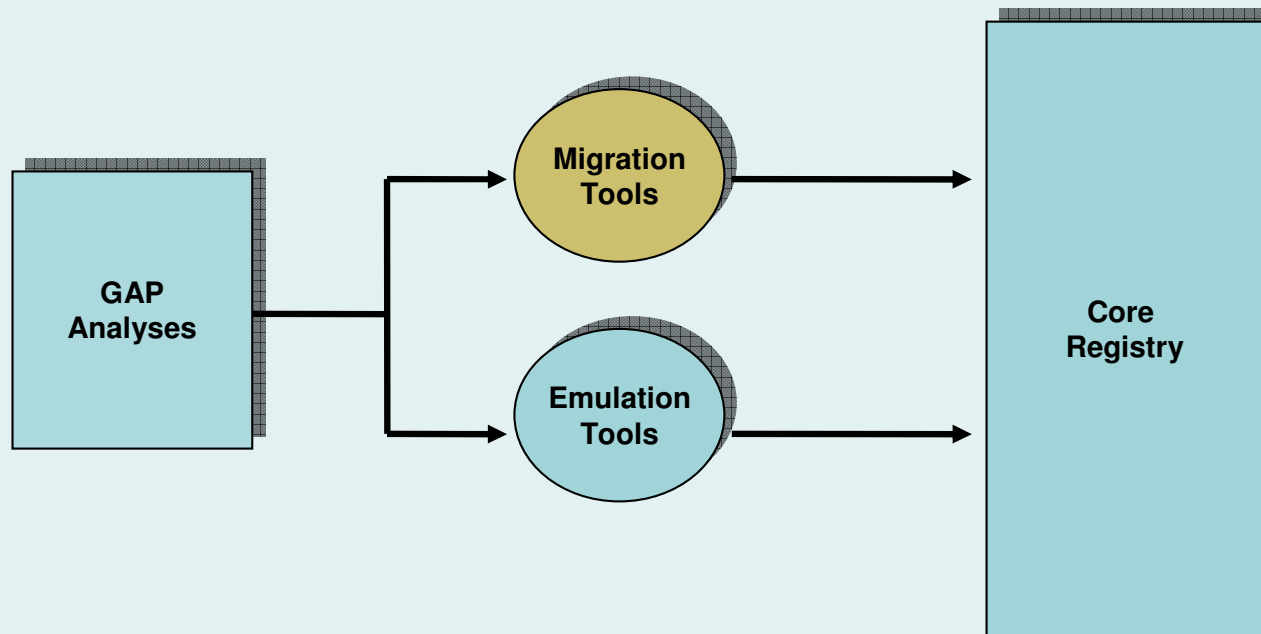 GAP
Analyses
Migration
Tools
Emulation
Tools
Core
Registry